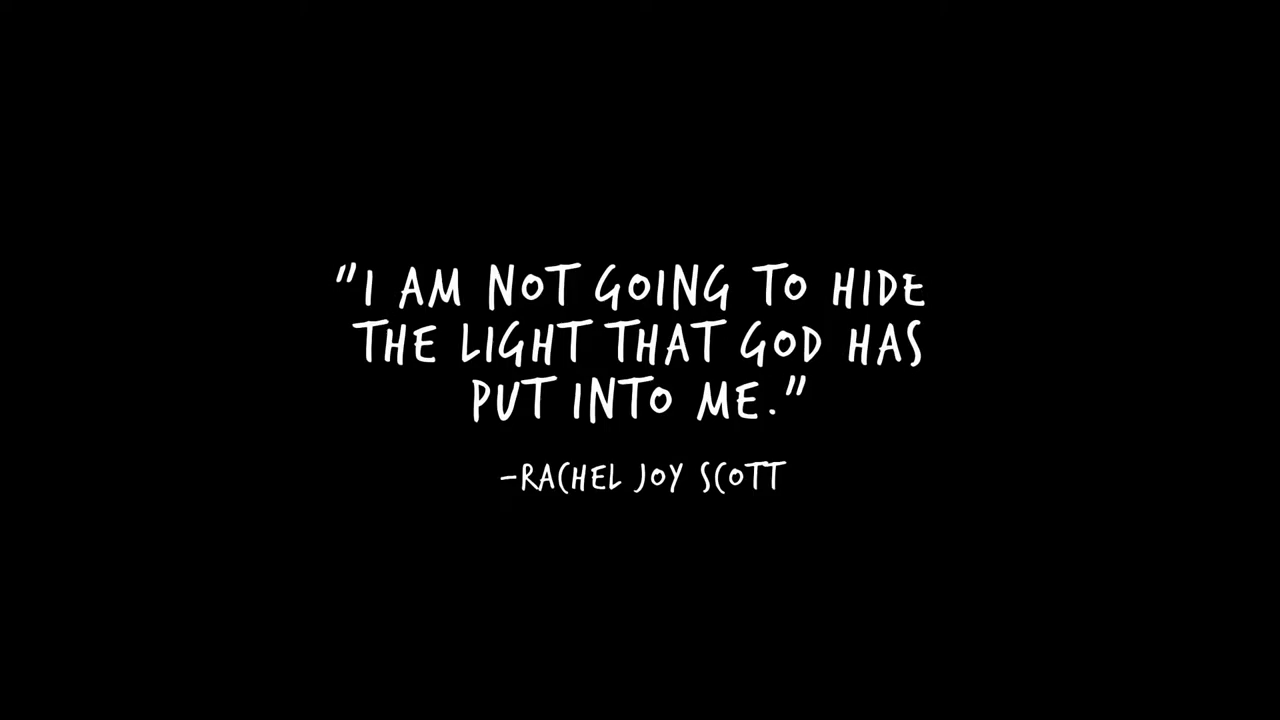 "I AM NOT GOING TO HIDE
THE LIGHT THAT GOD HAS
PUT INTO ME."
-RACHEL JOY SCOTT